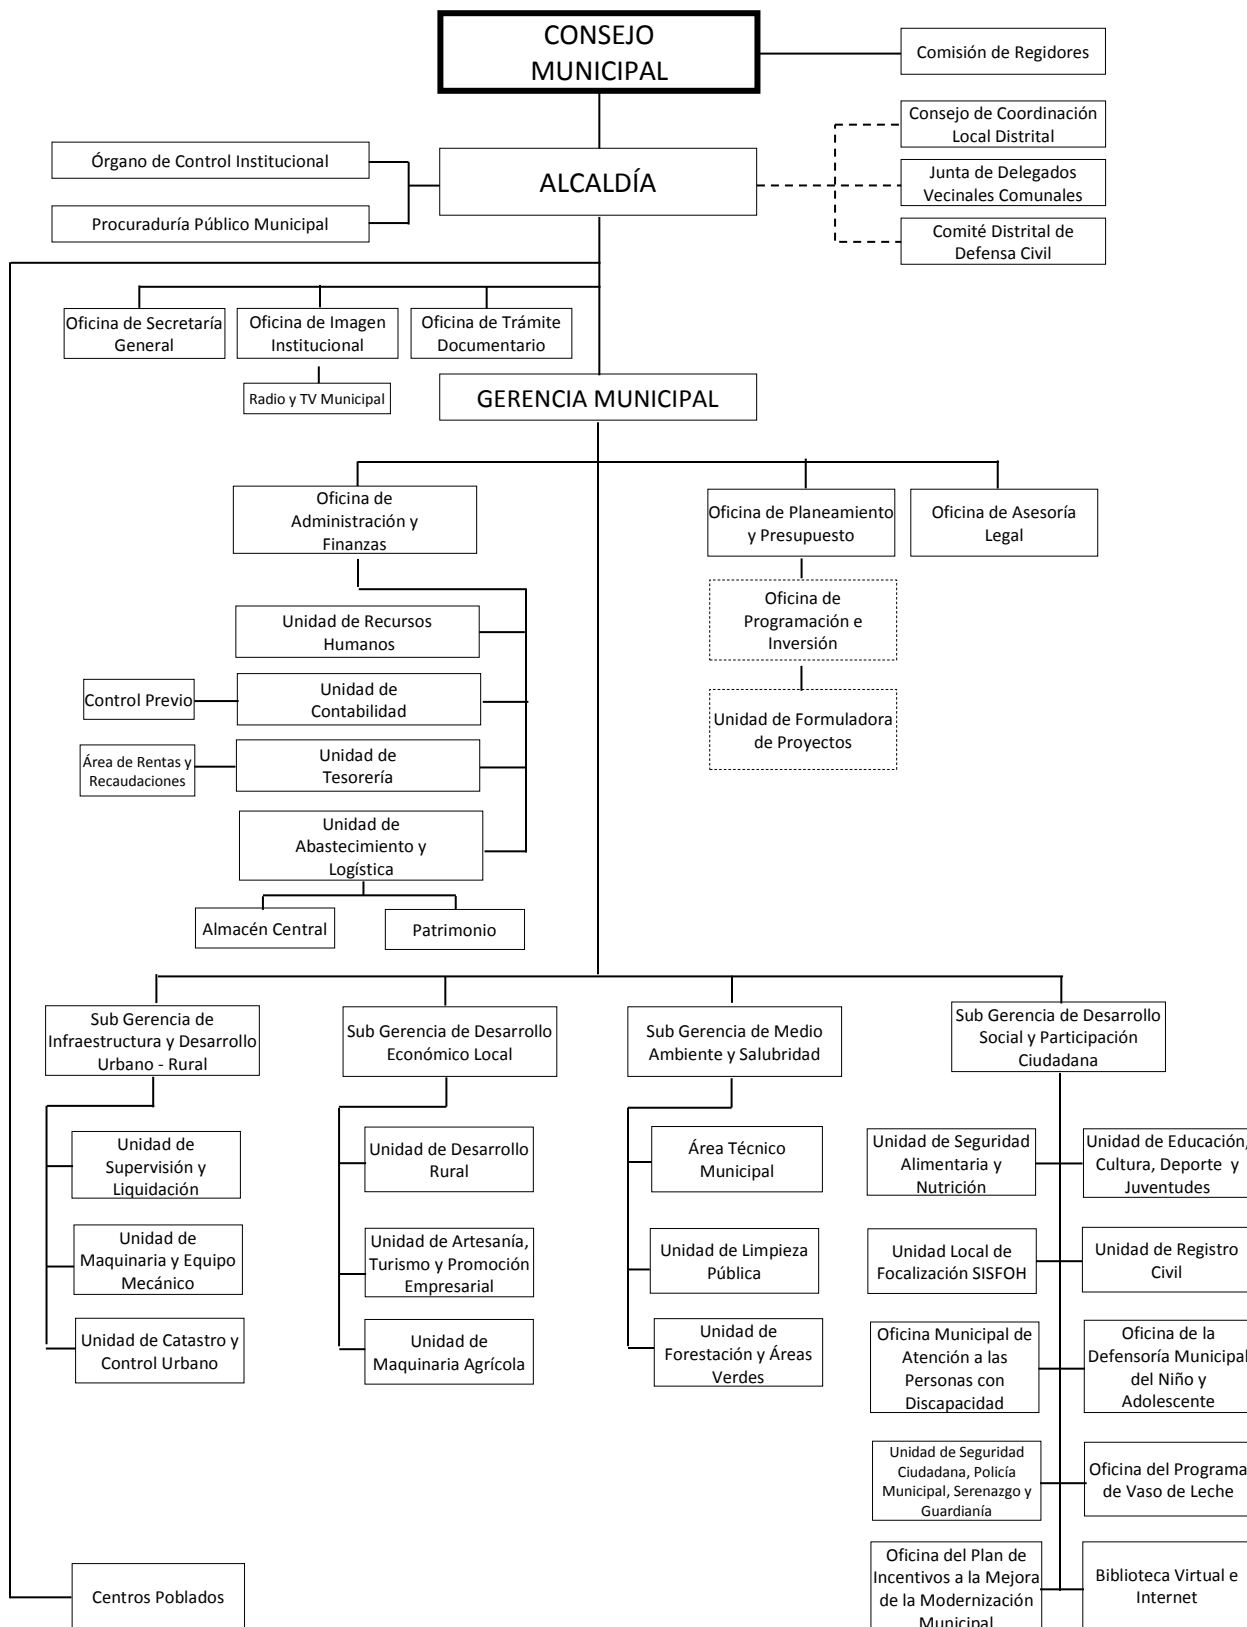 CONSEJO
MUNICIPAL
Comisión de Regidores
Consejo de Coordinación
Local Distrital
Órgano de Control Institucional
ALCALDÍA
Junta de Delegados
Vecinales Comunales
Procuraduría Público Municipal
Comité Distrital de
Defensa Civil
Oficina de Secretaría
General
Oficina de Imagen
Institucional
Oficina de Trámite
Documentario
Radio y TV Municipal
GERENCIA MUNICIPAL
Oficina de
Administración y
Finanzas
Oficina de Planeamiento
y Presupuesto
Oficina de Asesoría
Legal
Oficina de
Programación e
Inversión
Unidad de Recursos
Humanos
Control Previo
Unidad de
Contabilidad
Unidad de Formuladora
de Proyectos
Área de Rentas y
Recaudaciones
Unidad de
Tesorería
Unidad de
Abastecimiento y
Logística
Almacén Central
Patrimonio
Sub Gerencia de
Infraestructura y Desarrollo
Urbano - Rural
Sub Gerencia de Desarrollo
Económico Local
Sub Gerencia de Medio
Ambiente y Salubridad
Sub Gerencia de Desarrollo
Social y Participación
Ciudadana
Unidad de
Supervisión y
Liquidación
Unidad de Desarrollo
Rural
Área Técnico
Municipal
Unidad de Seguridad
Alimentaria y
Nutrición
Unidad de Educación,
Cultura, Deporte y
Juventudes
Unidad de
Maquinaria y Equipo
Mecánico
Unidad de Artesanía,
Turismo y Promoción
Empresarial
Unidad de Limpieza
Pública
Unidad Local de
Focalización SISFOH
Unidad de Registro
Civil
Unidad de Catastro y
Control Urbano
Unidad de
Maquinaria Agrícola
Unidad de
Forestación y Áreas
Verdes
Oficina Municipal de
Atención a las
Personas con
Discapacidad
Oficina de la
Defensoría Municipal
del Niño y
Adolescente
Unidad de Seguridad
Ciudadana, Policía
Municipal, Serenazgo y
Guardianía
Oficina del Programa
de Vaso de Leche
Centros Poblados
Oficina del Plan de
Incentivos a la Mejora
de la Modernización
Municipal
Biblioteca Virtual e
Internet